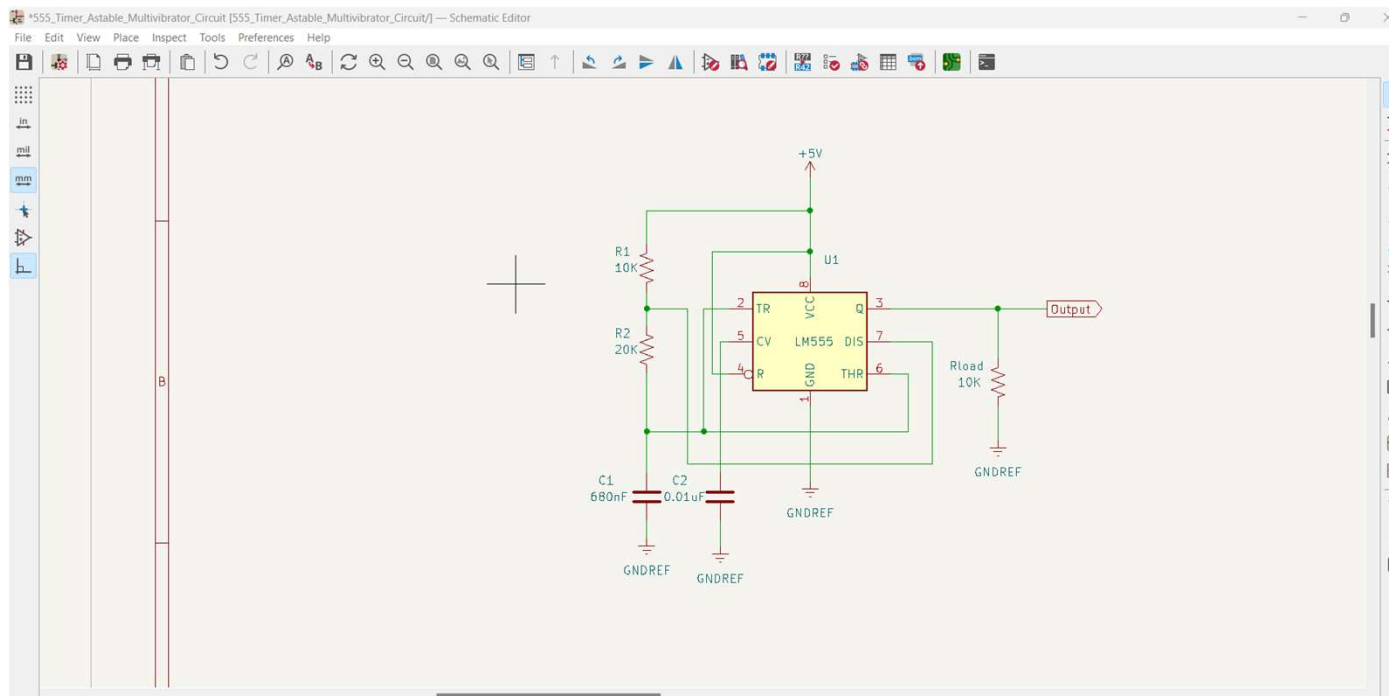 *555_Timer_Astable_Multivibrator_Circuit [555_Timer_Astable_Multivibrator_Circuit/] — Schematic Editor
File Edit View Place Inspect Tools Preferences Help
in
mil
mm
B
+5V
R1
10K
R2
20K
U1
8
VCC
2
TR
Q
3
5
CV
LM555
DIS
7
4
R
GND
THR
6
1
Output
Rload
10K
GNDREF
C1
680nF
C2
0.01uF
GNDREF
GNDREF
GNDREF